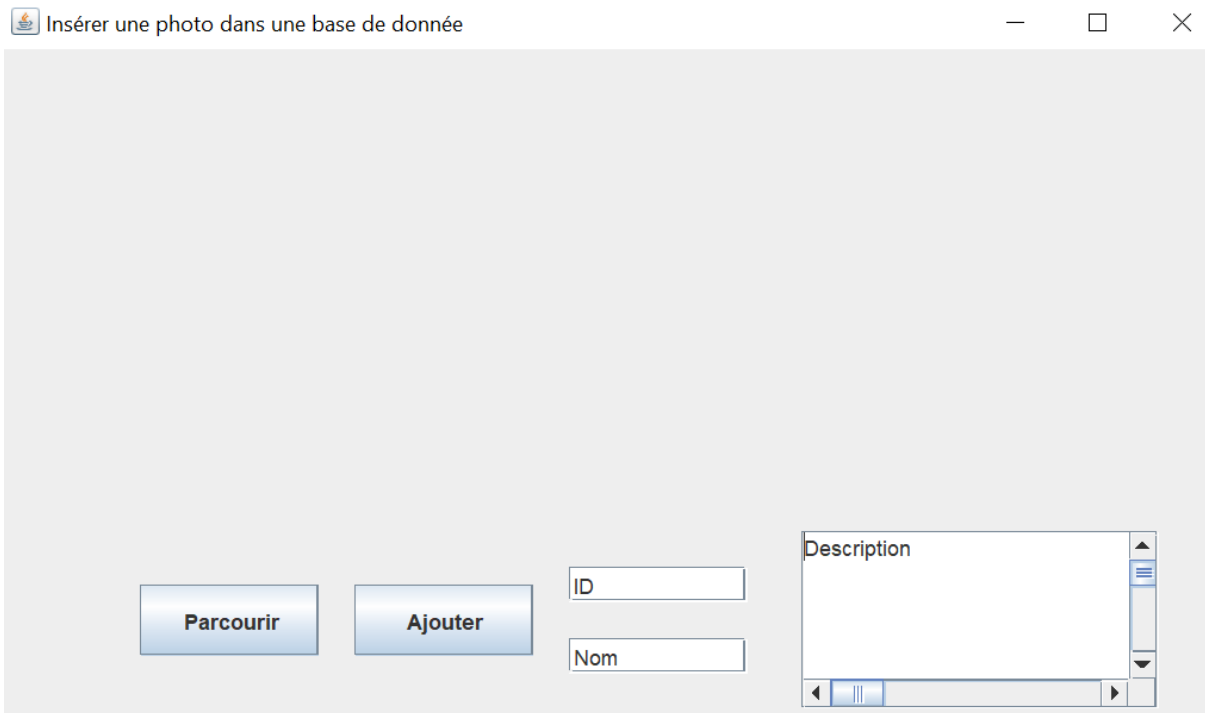 Insérer une photo dans une base de donnée
Description
ID
Parcourir
Ajouter
Nom